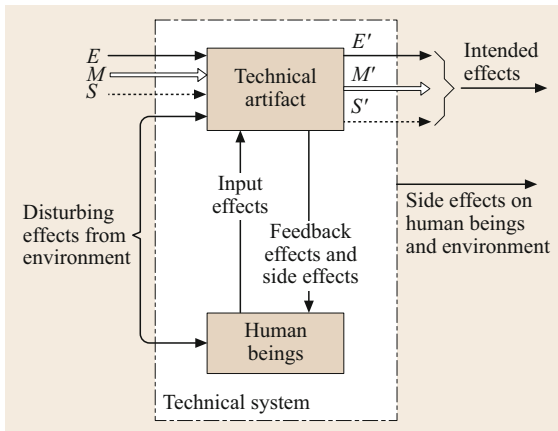 E
M
S
Technical
artifact
E′
M′
S′
Intended
effects
Input
effects
Feedback
effects and
side effects
Disturbing
effects from
environment
Side effects on
human beings
and environment
Human
beings
Technical system